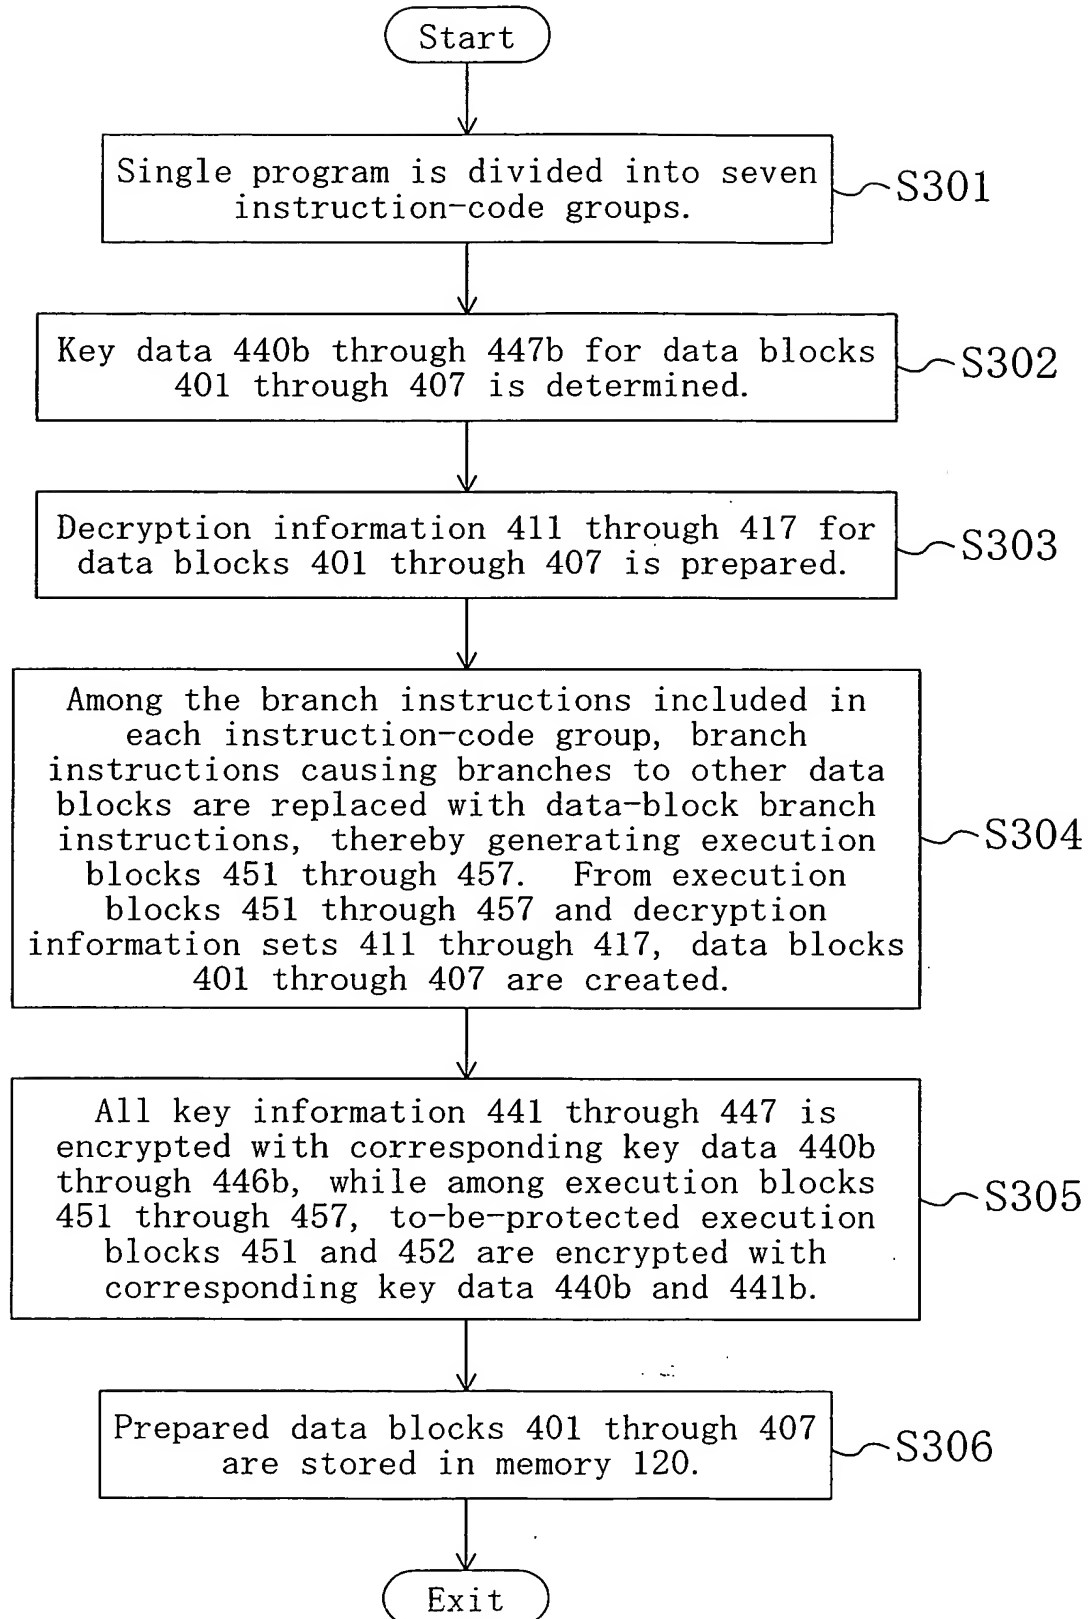 Start
Single program is divided into seven
instruction-code groups.
S301
Key data 440b through 447b for data blocks
401 through 407 is determined.
S302
Decryption information 411 through 417 for
data blocks 401 through 407 is prepared.
S303
Among the branch instructions included in
each instruction-code group, branch
instructions causing branches to other data
blocks are replaced with data-block branch
instructions, thereby generating execution
blocks 451 through 457. From execution
blocks 451 through 457 and decryption
information sets 411 through 417, data blocks
401 through 407 are created.
S304
All key information 441 through 447 is
encrypted with corresponding key data 440b
through 446b, while among execution blocks
451 through 457, to-be-protected execution
blocks 451 and 452 are encrypted with
corresponding key data 440b and 441b.
S305
Prepared data blocks 401 through 407
are stored in memory 120.
S306
Exit